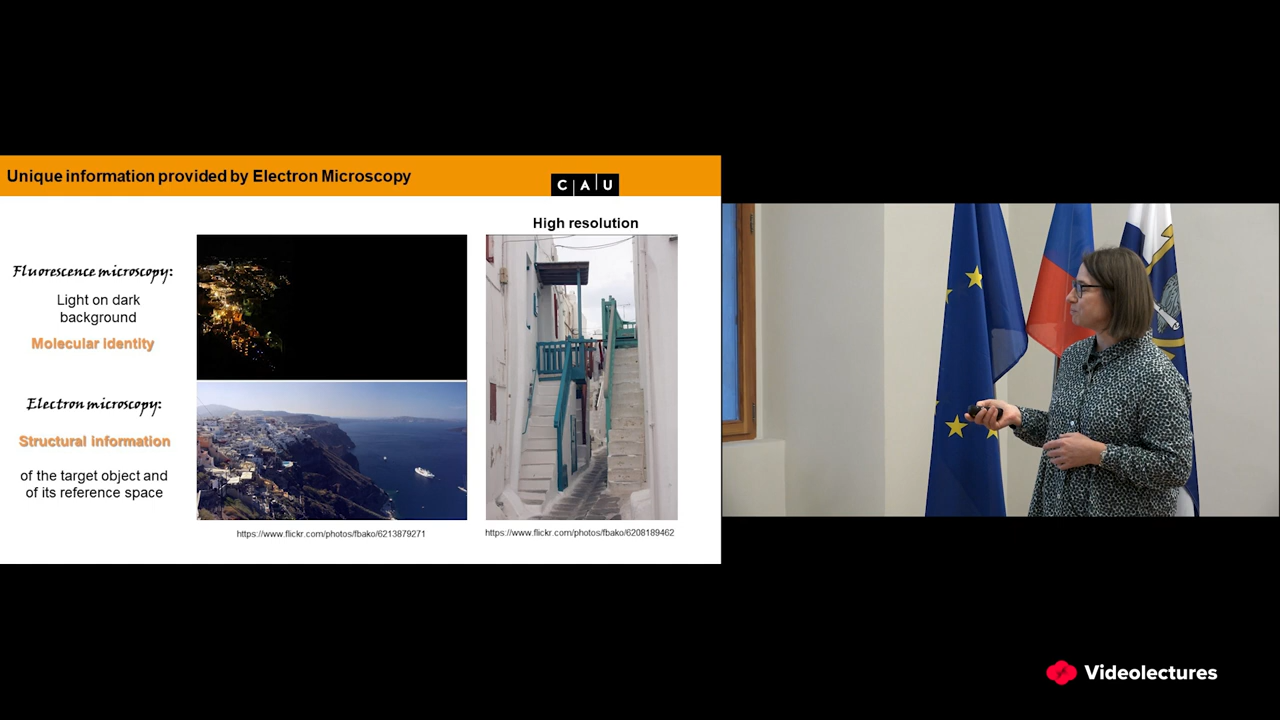 Unique information provided by Electron Microscopy
CAU
High resolution
Fluorescence microscopy:
Light on dark
background
Molecular identity
Electron microscopy:
Structural information
of the target object and
of its reference space
https://www.flickr.com/photos/fbako/6213879271
https://www.flickr.com/photos/fbako/6208189462
Videolectures